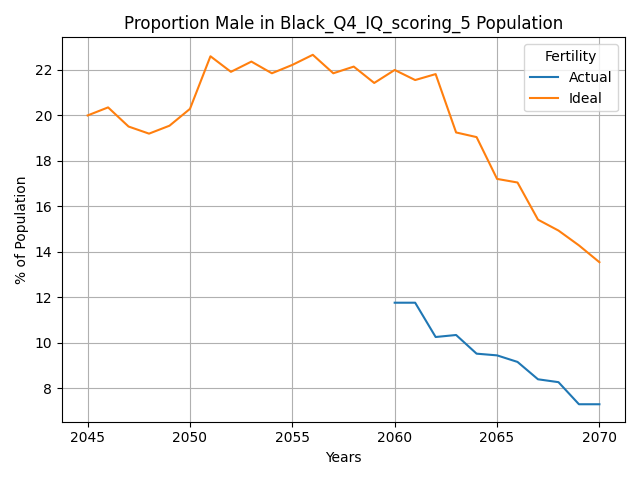 Proportion Male in Black_Q4_IQ_scoring_5 Population
Fertility
Actual
Ideal
% of Population
22
20
18
16
14
12
10
8
2045 2050 2055 2060 2065 2070
Years